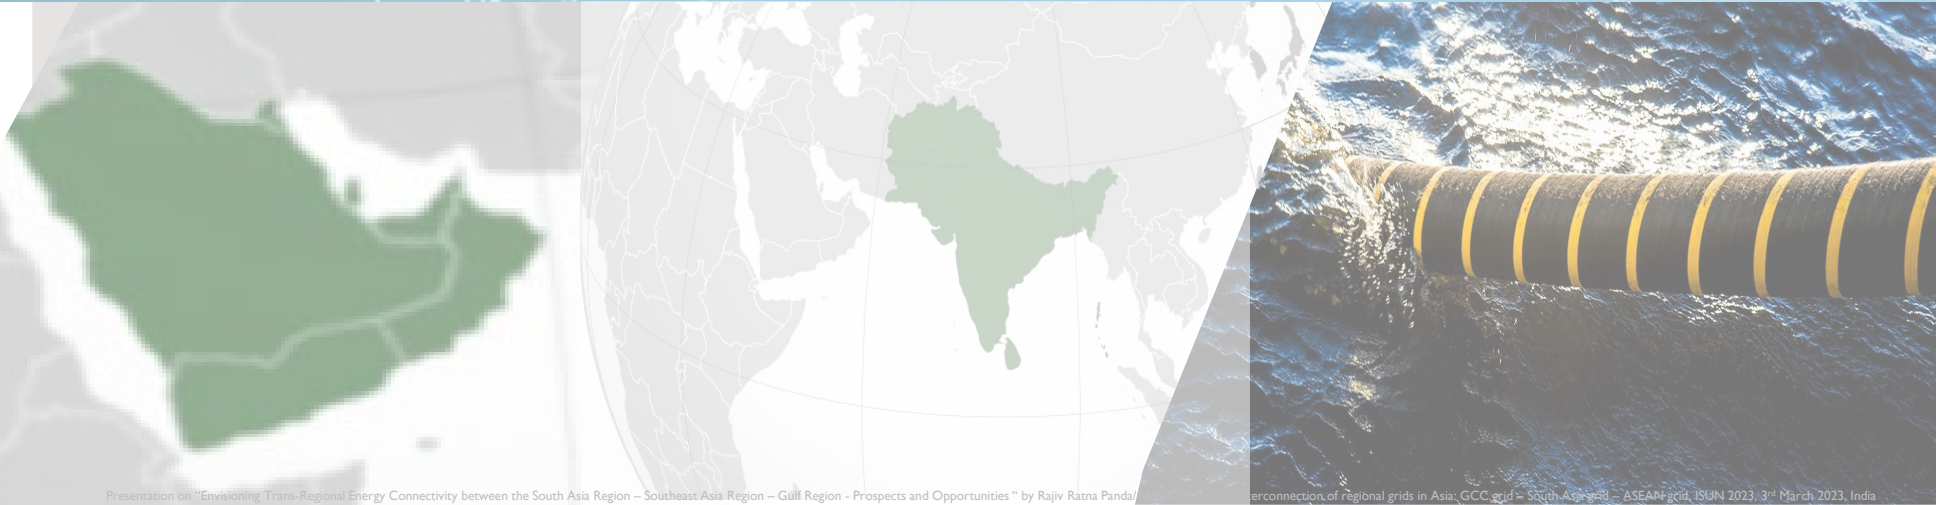 Presentation on “Envisioning Trans-Regional Energy Connectivity between the South Asia Region – Southeast Asia Region – Gulf Region - Prospects and Opportunities “ by Rajiv Ratna Panda/ erconnection of regional grids in Asia: GCC grid – South Asia grid – ASEAN grid, ISUN 2023, 3rd March 2023, India